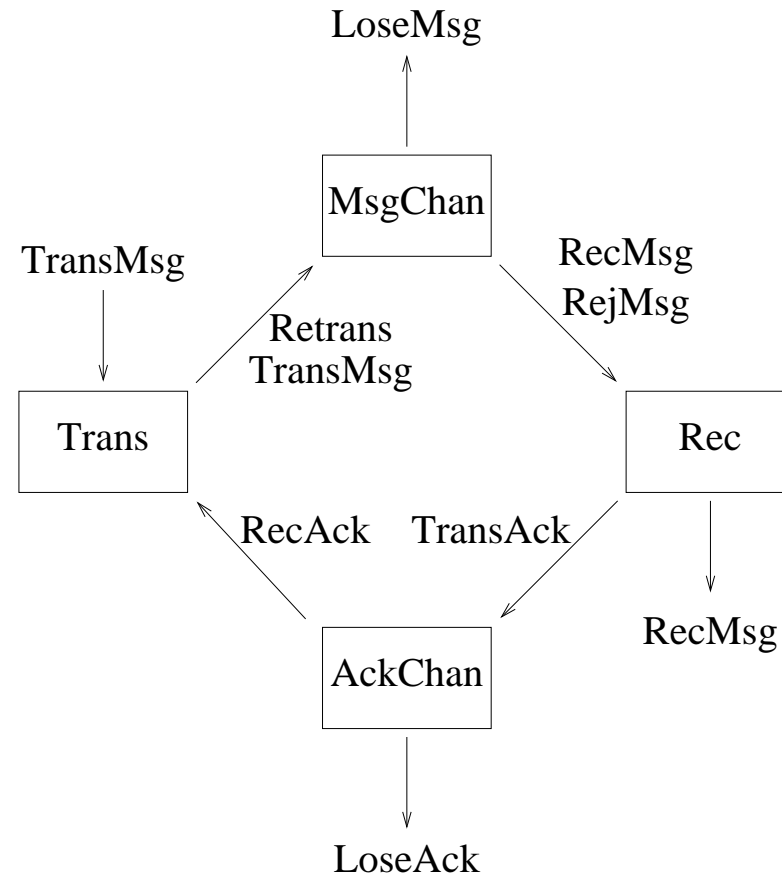 LoseMsg
MsgChan
TransMsg
RecMsg
RejMsg
Retrans
TransMsg
Trans
Rec
RecAck
TransAck
RecMsg
AckChan
LoseAck